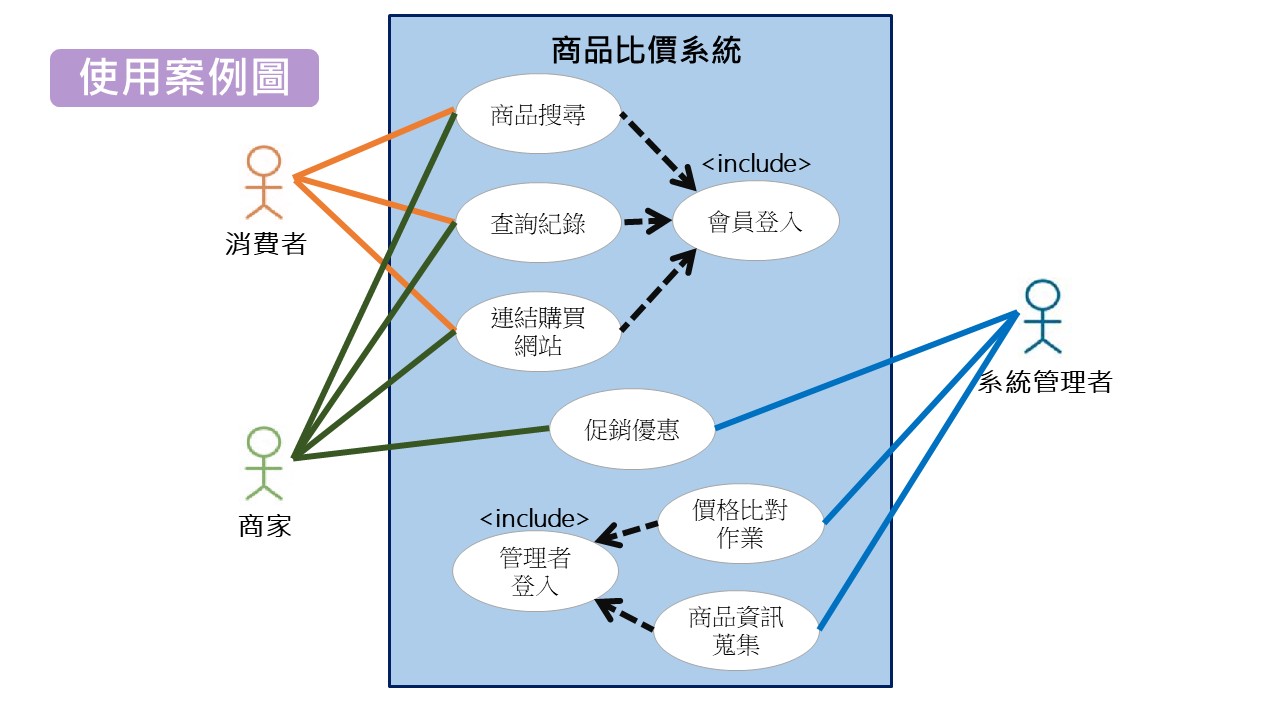 使用案例圖
商品比價系統
商品搜尋
<include>
消費者
查詢紀錄
會員登入
連結購買
網站
系統管理者
促銷優惠
商家
<include>
價格比對
作業
管理者
登入
商品資訊
蒐集